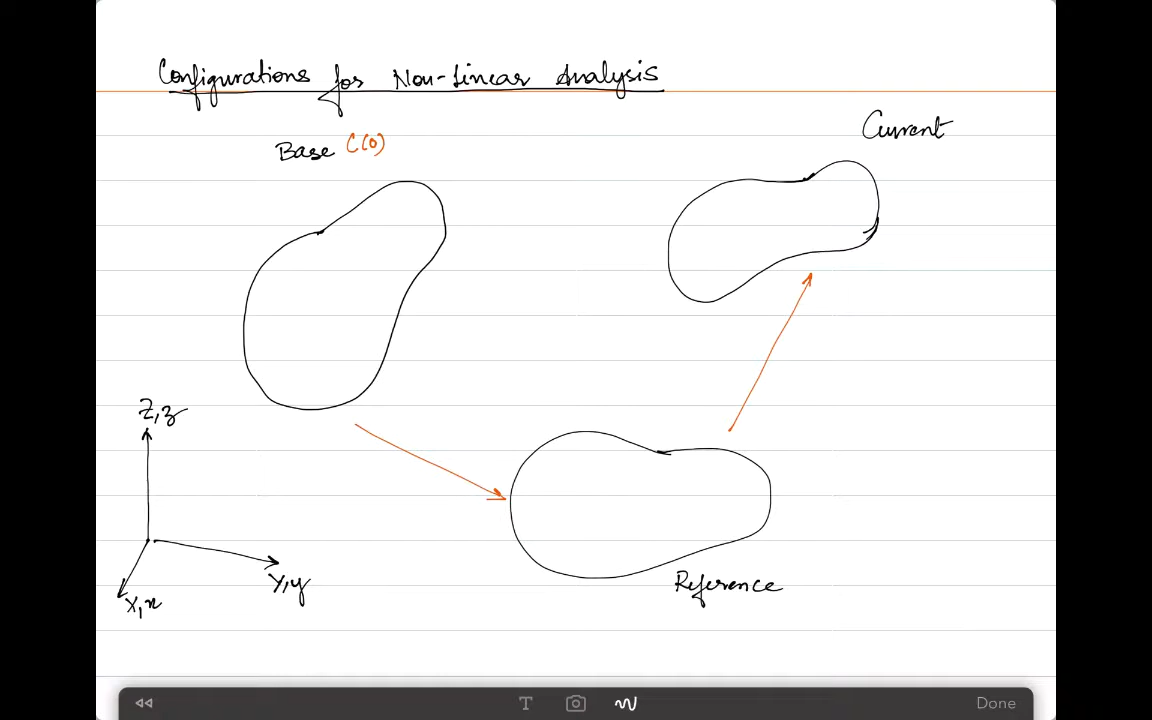 Configurations for Non-Linear Analysis
Base C(0)
Current
Z,z
Y,y
X,x
Reference
T
Done